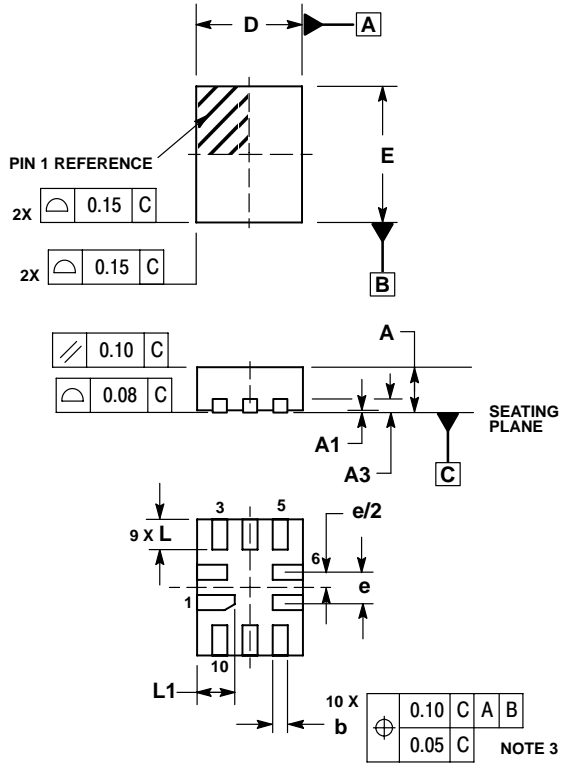 D
A
E
PIN 1 REFERENCE
2X ⌓ 0.15 C
2X ⌓ 0.15 C
B
⫽ 0.10 C
A
⌓ 0.08 C
SEATING
PLANE
A1
A3
C
3 5
e/2
9 X L
6
e
1
10
L1
b
10 X ⌖ 0.10 C A B
0.05 C
NOTE 3